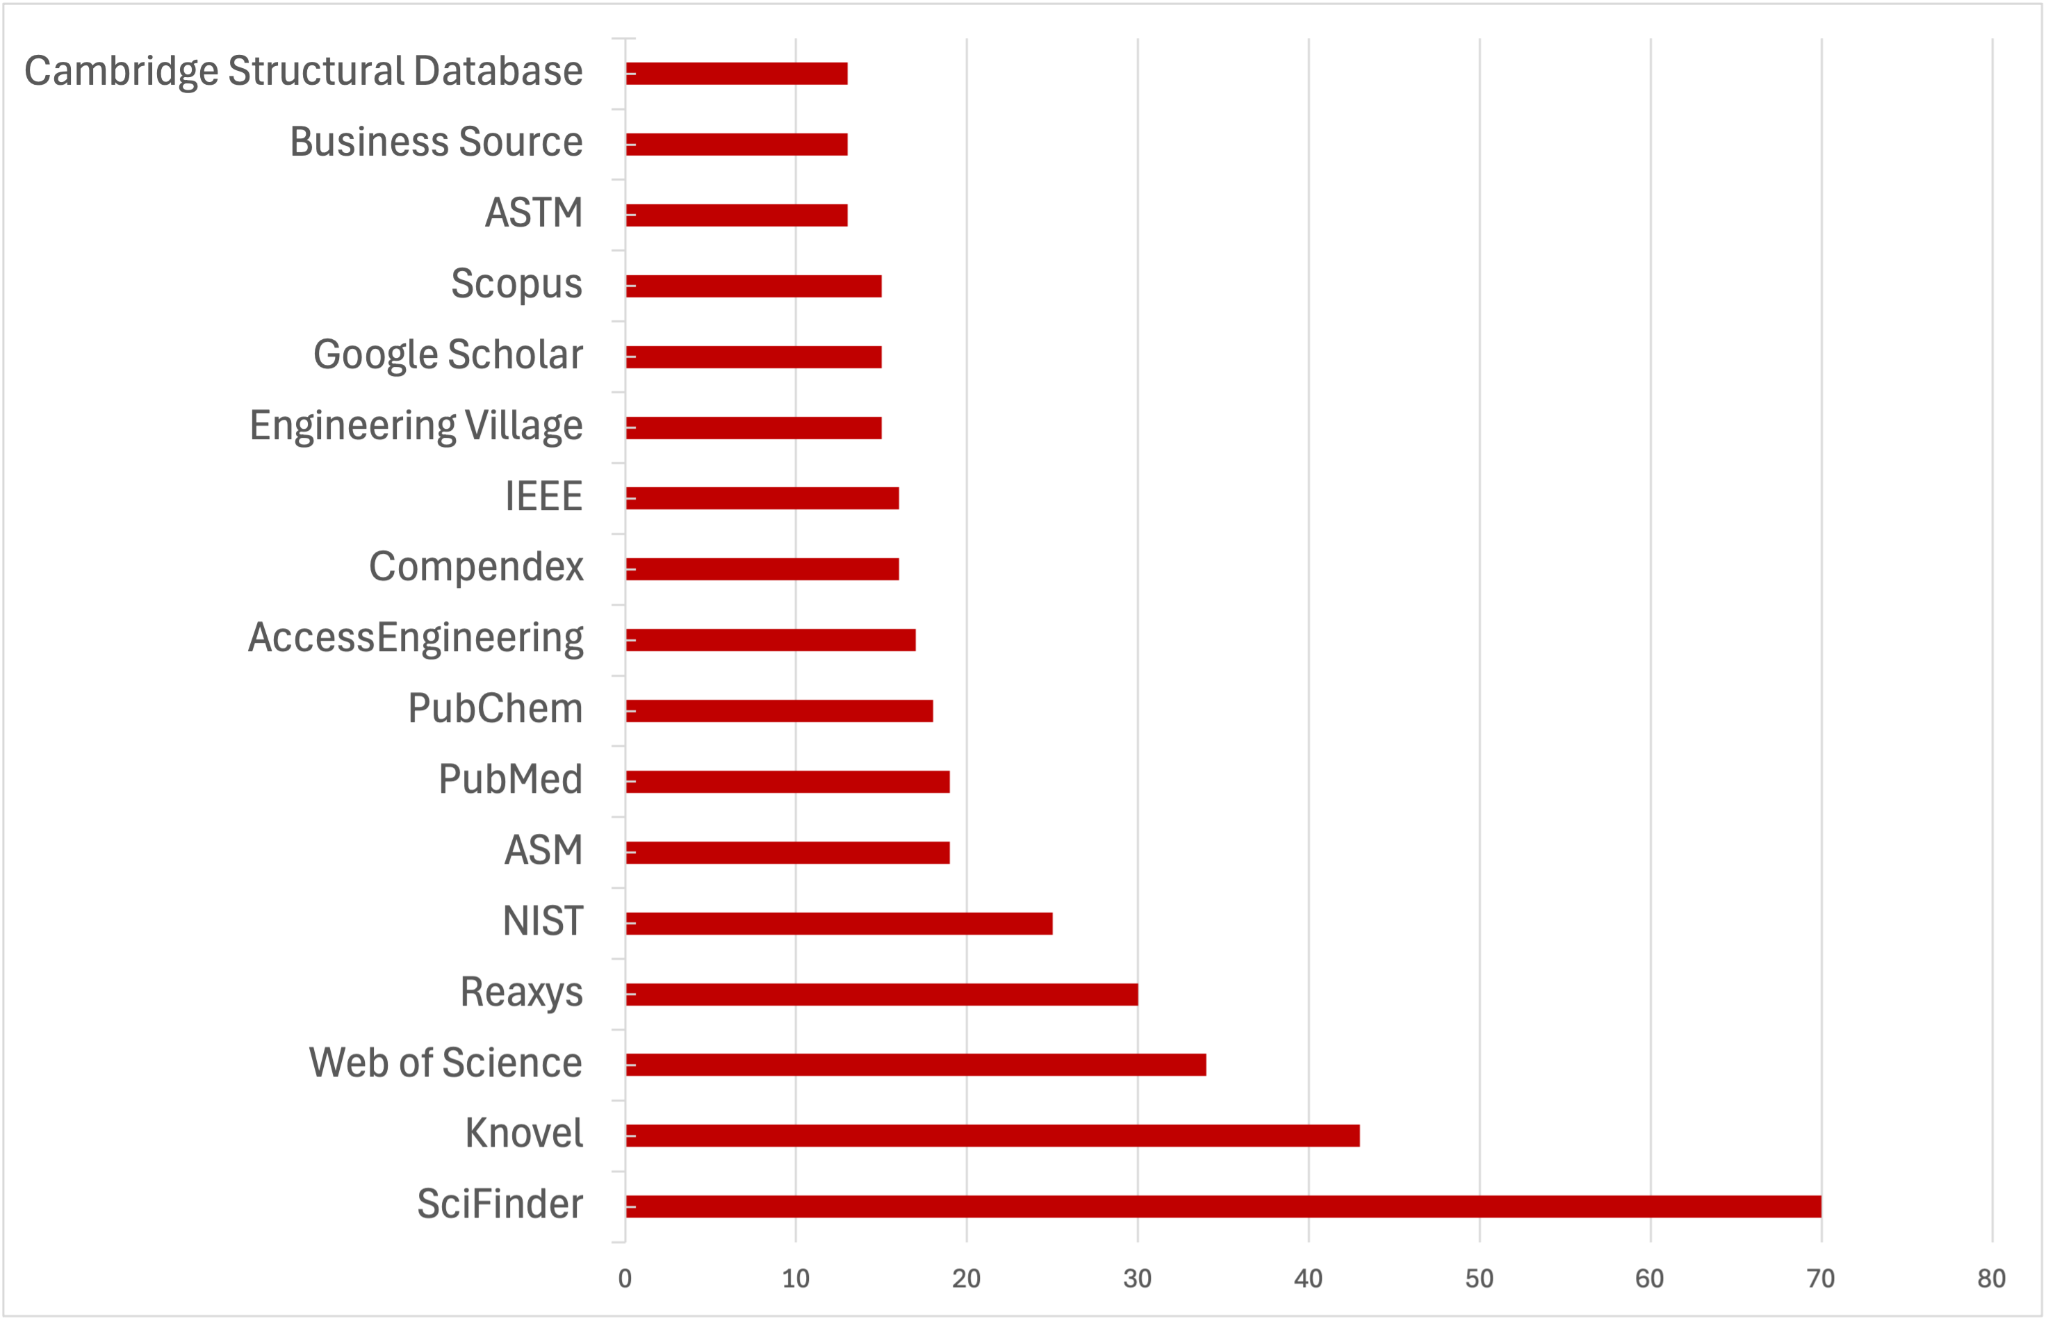 Cambridge Structural Database
Business Source
ASTM
Scopus
Google Scholar
Engineering Village
IEEE
Compendex
AccessEngineering
PubChem
PubMed
ASM
NIST
Reaxys
Web of Science
Knovel
SciFinder
0 10 20 30 40 50 60 70 80